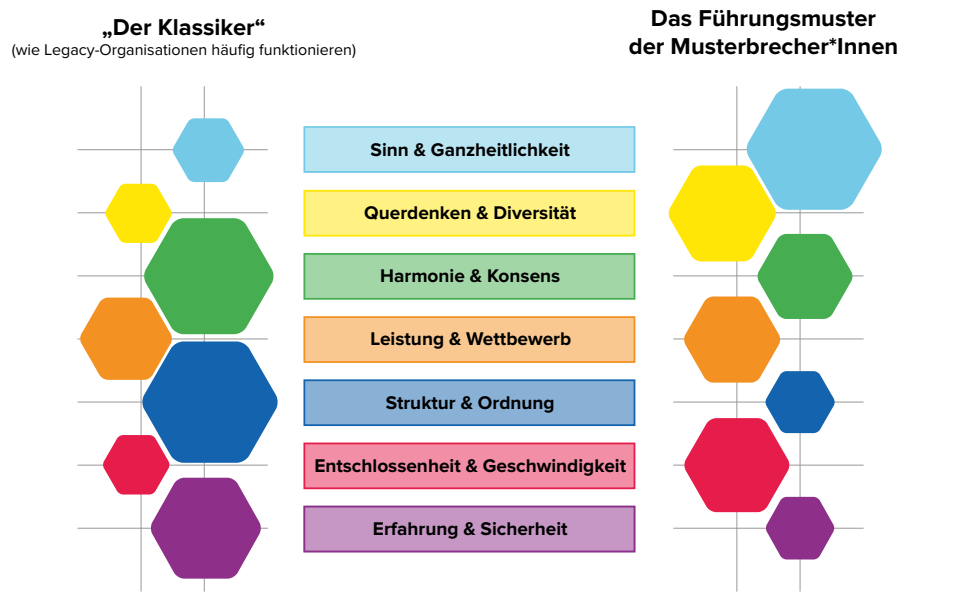 „Der Klassiker“
(wie Legacy-Organisationen häufig funktionieren)
Das Führungsmuster
der Musterbrecher*Innen
Sinn & Ganzheitlichkeit
Querdenken & Diversität
Harmonie & Konsens
Leistung & Wettbewerb
Struktur & Ordnung
Entschlossenheit & Geschwindigkeit
Erfahrung & Sicherheit